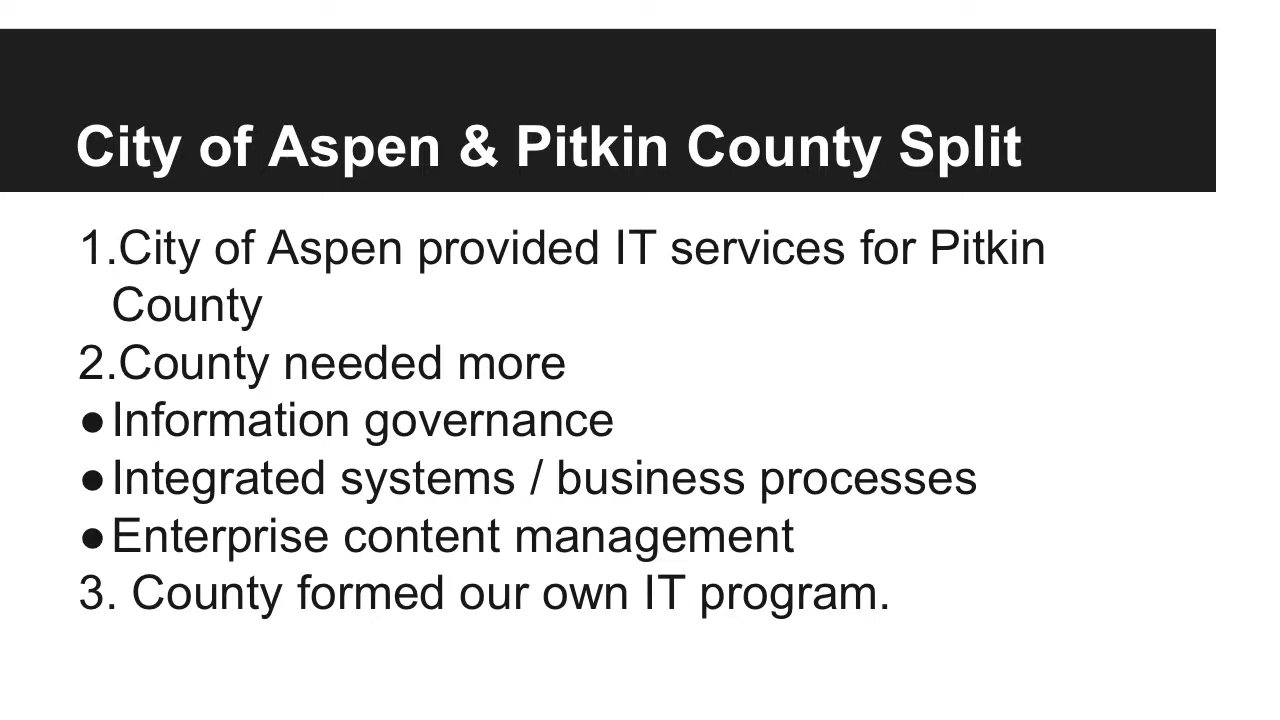 City of Aspen & Pitkin County Split
1.City of Aspen provided IT services for Pitkin
County
2.County needed more
●Information governance
●Integrated systems / business processes
●Enterprise content management
3. County formed our own IT program.